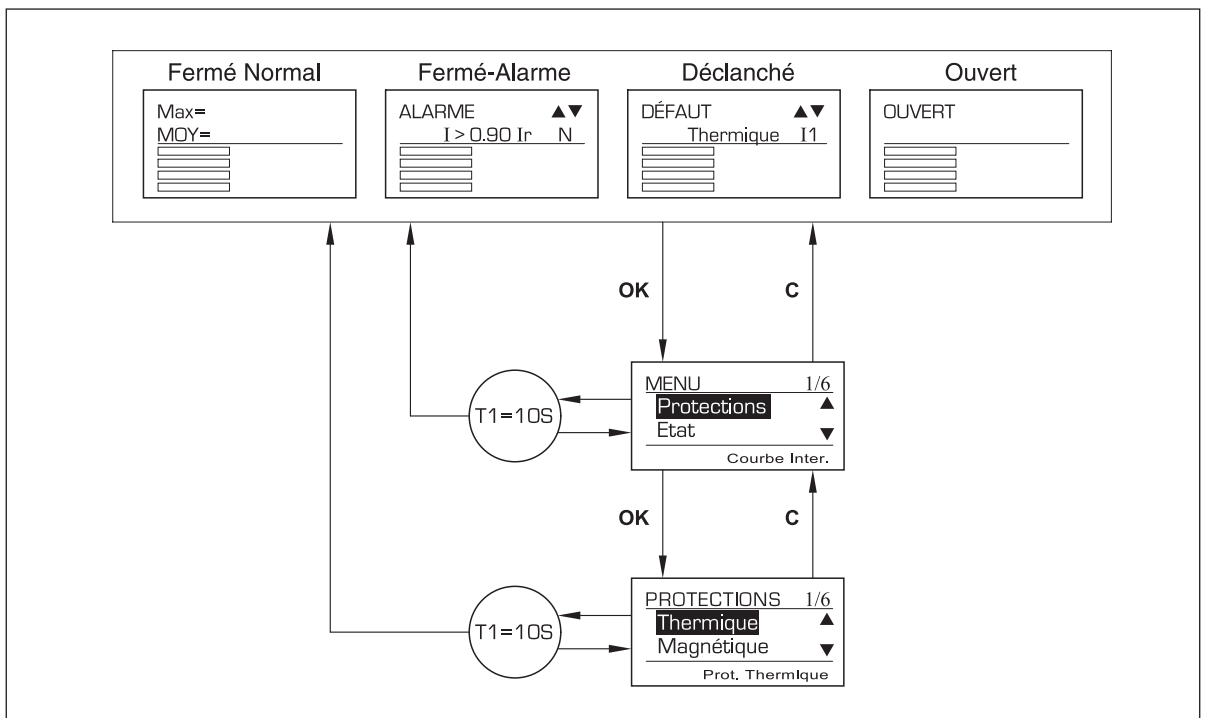 Fermé Normal
Fermé-Alarme
Déclanché
Ouvert
Max=
MOY=
ALARME ▲▼
I > 0.90 Ir N
DÉFAUT ▲▼
Thermique I1
OUVERT
OK
C
T1=10S
MENU 1/6
Protections ▲
Etat ▼
Courbe Inter.
OK
C
T1=10S
PROTECTIONS 1/6
Thermique ▲
Magnétique ▼
Prot. Thermique